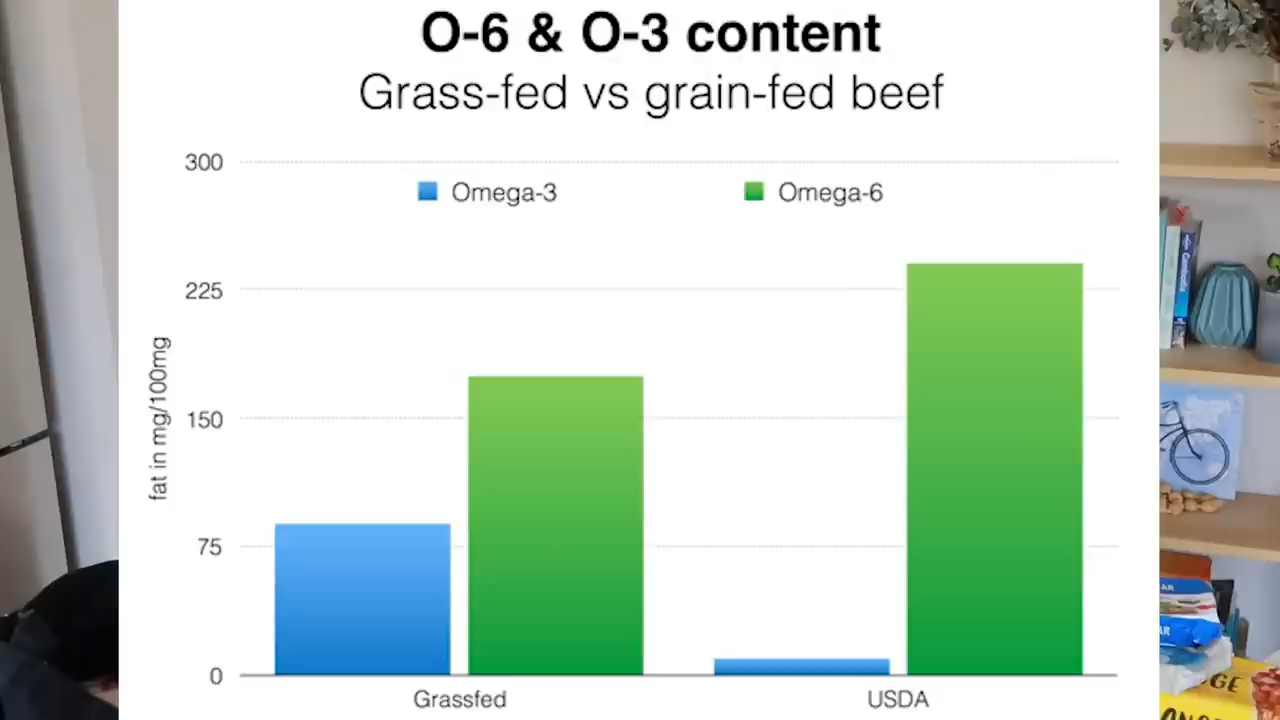 O-6 & O-3 content
Grass-fed vs grain-fed beef
300
Omega-3
Omega-6
225
fat in mg/100mg
150
75
0
Grassfed
USDA
Cambodia